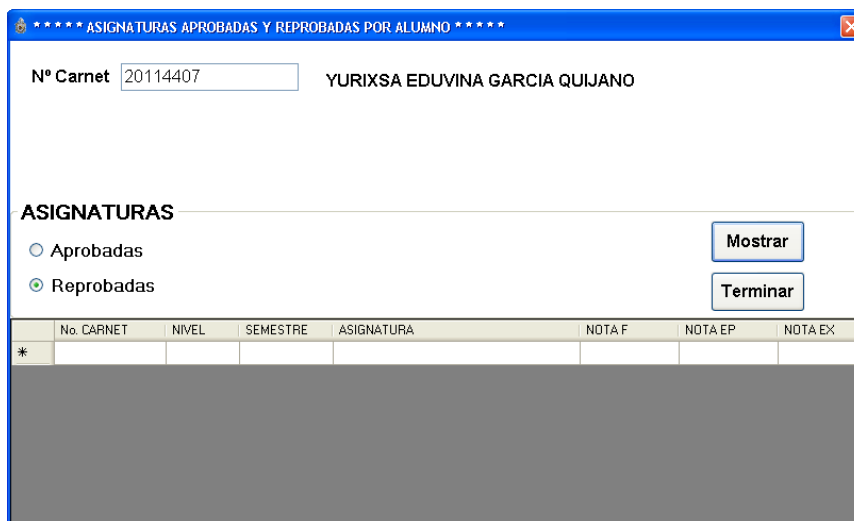 * * * * * ASIGNATURAS APROBADAS Y REPROBADAS POR ALUMNO * * * * *
Nº Carnet 20114407 YURIXSA EDUVINA GARCIA QUIJANO
ASIGNATURAS
Aprobadas
Mostrar
Reprobadas
Terminar
No. CARNET NIVEL SEMESTRE ASIGNATURA NOTA F NOTA EP NOTA EX
*